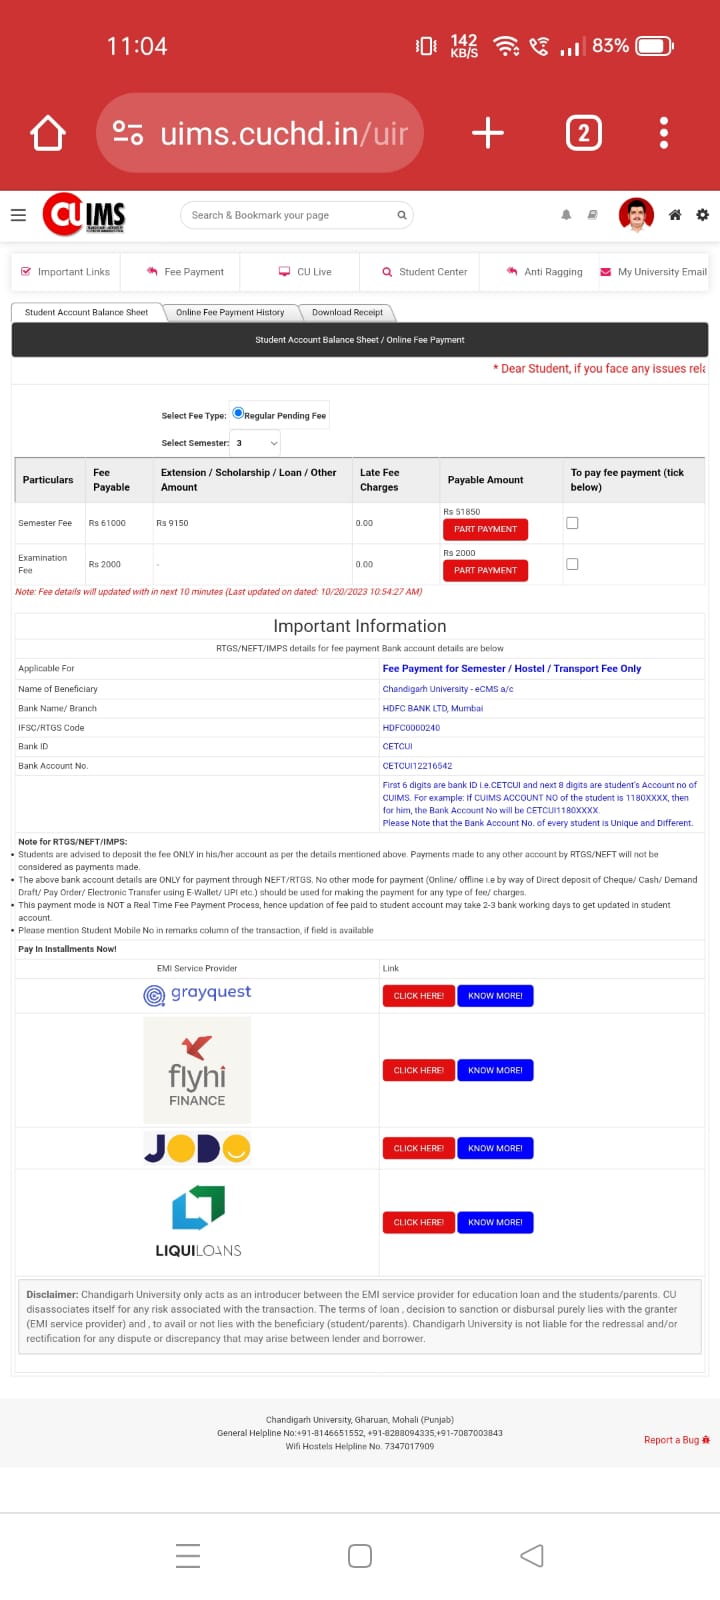 11:04
142
KB/S
83%
uims.cuchd.in/uir
2
CUIMS
Search & Bookmark your page
Important Links
Fee Payment
CU Live
Student Center
Anti Ragging
My University Email
Student Account Balance Sheet
Online Fee Payment History
Download Receipt
Student Account Balance Sheet / Online Fee Payment
* Dear Student, if you face any issues rela
Select Fee Type: Regular Pending Fee
Select Semester: 3
Particulars
Fee Payable
Extension / Scholarship / Loan / Other Amount
Late Fee Charges
Payable Amount
To pay fee payment (tick below)
Semester Fee
Rs 61000
Rs 9150
0.00
Rs 51850
PART PAYMENT
Examination Fee
Rs 2000
-
0.00
Rs 2000
PART PAYMENT
Note: Fee details will updated with in next 10 minutes (Last updated on dated: 10/20/2023 10:54:27 AM)
Important Information
RTGS/NEFT/IMPS details for fee payment Bank account details are below
Applicable For
Fee Payment for Semester / Hostel / Transport Fee Only
Name of Beneficiary
Chandigarh University - eCMS a/c
Bank Name/ Branch
HDFC BANK LTD, Mumbai
IFSC/RTGS Code
HDFC0000240
Bank ID
CETCUI
Bank Account No.
CETCUI12216542
First 6 digits are bank ID i.e.CETCUI and next 8 digits are student's Account no of
CUIMS. For example: If CUIMS ACCOUNT NO of the student is 1180XXXX, then
for him, the Bank Account No will be CETCUI1180XXXX.
Please Note that the Bank Account No. of every student is Unique and Different.
Note for RTGS/NEFT/IMPS:
• Students are advised to deposit the fee ONLY in his/her account as per the details mentioned above. Payments made to any other account by RTGS/NEFT will not be
considered as payments made.
• The above bank account details are ONLY for payment through NEFT/RTGS. No other mode for payment (Online/ offline i.e by way of Direct deposit of Cheque/ Cash/ Demand
Draft/ Pay Order/ Electronic Transfer using E-Wallet/ UPI etc.) should be used for making the payment for any type of fee/ charges.
• This payment mode is NOT a Real Time Fee Payment Process, hence updation of fee paid to student account may take 2-3 bank working days to get updated in student
account.
• Please mention Student Mobile No in remarks column of the transaction, if field is available
Pay In Installments Now!
EMI Service Provider
Link
grayquest
CLICK HERE!
KNOW MORE!
flyhi
FINANCE
CLICK HERE!
KNOW MORE!
JODO
CLICK HERE!
KNOW MORE!
LIQUILOANS
CLICK HERE!
KNOW MORE!
Disclaimer: Chandigarh University only acts as an introducer between the EMI service provider for education loan and the students/parents. CU
disassociates itself for any risk associated with the transaction. The terms of loan , decision to sanction or disbursal purely lies with the granter
(EMI service provider) and , to avail or not lies with the beneficiary (student/parents). Chandigarh University is not liable for the redressal and/or
rectification for any dispute or discrepancy that may arise between lender and borrower.
Chandigarh University, Gharuan, Mohali (Punjab)
General Helpline No:+91-8146651552, +91-8288094335,+91-7087003843
Wifi Hostels Helpline No. 7347017909
Report a Bug